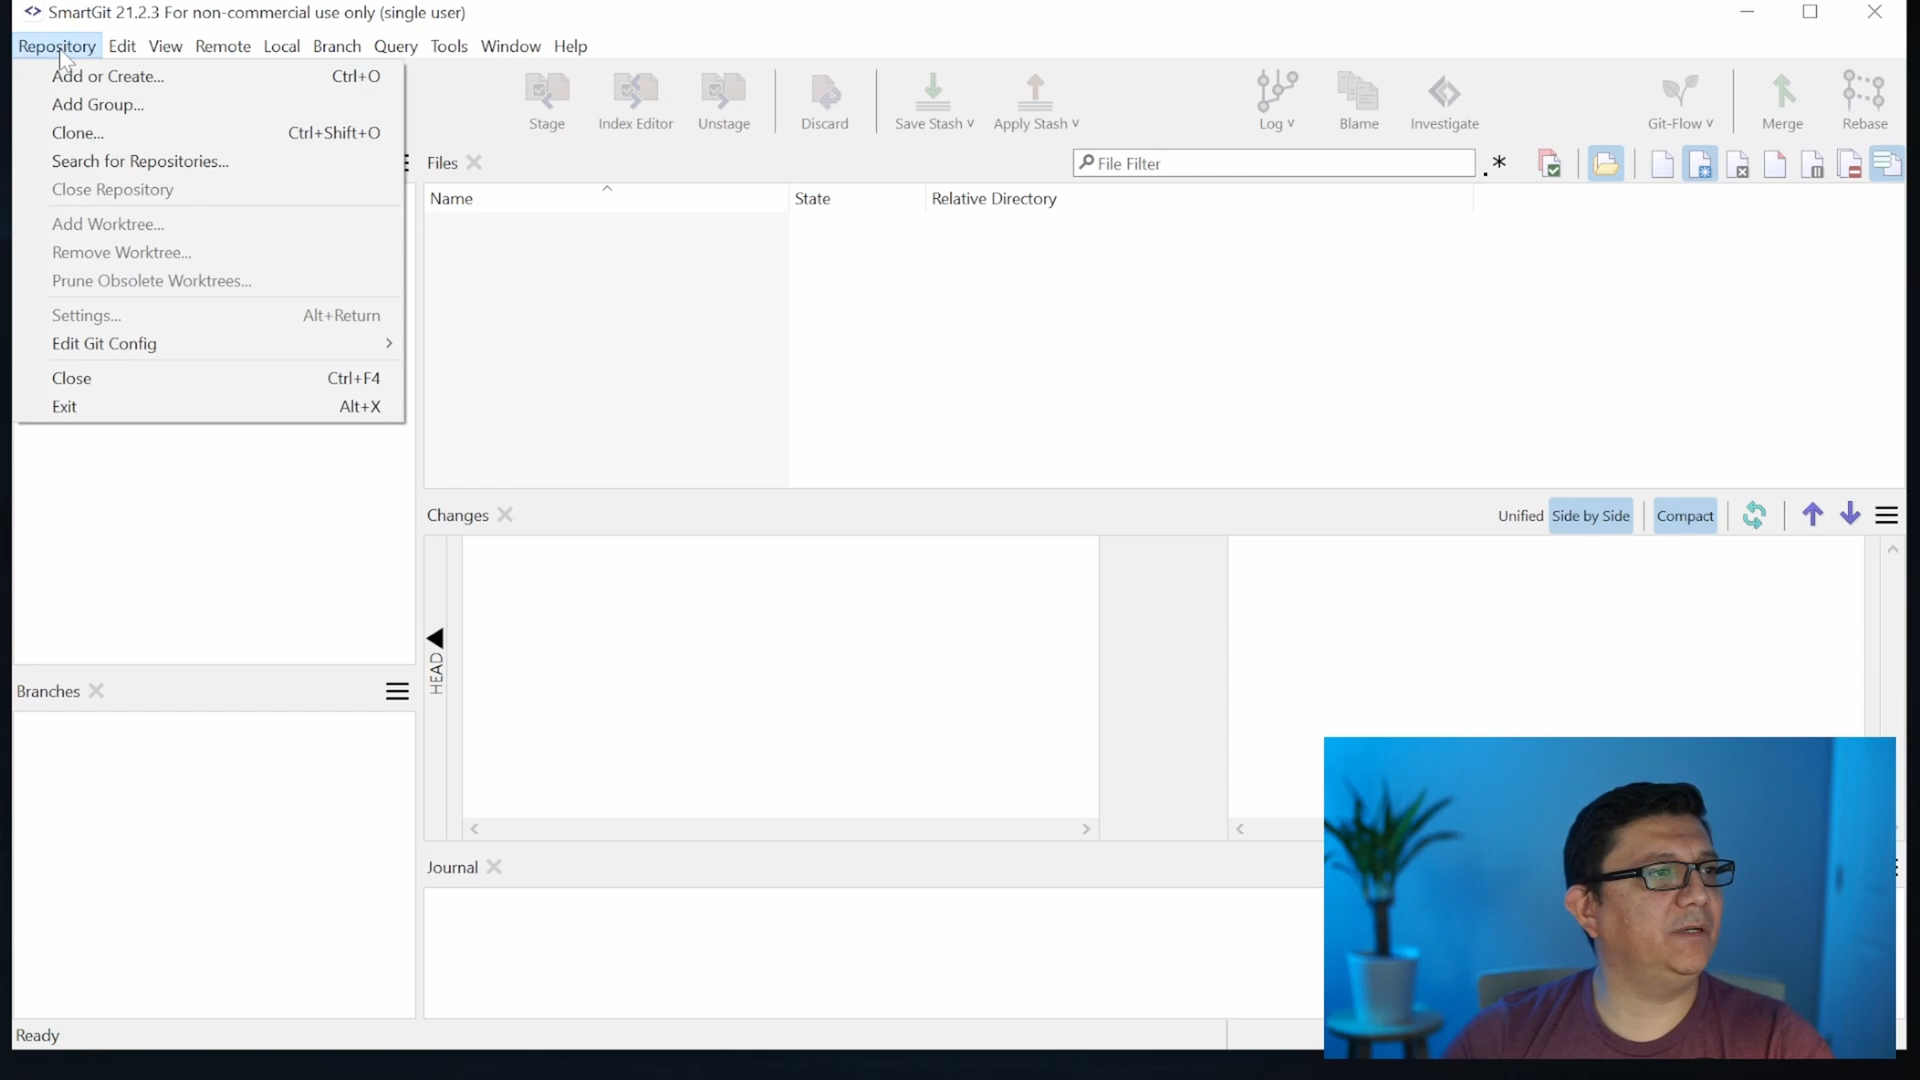 SmartGit 21.2.3 For non-commercial use only (single user)
Repository Edit View Remote Local Branch Query Tools Window Help
Add or Create... Ctrl+O
Add Group...
Clone... Ctrl+Shift+O
Search for Repositories...
Close Repository
Add Worktree...
Remove Worktree...
Prune Obsolete Worktrees...
Settings... Alt+Return
Edit Git Config
Close Ctrl+F4
Exit Alt+X
Stage Index Editor Unstage Discard Save Stash Apply Stash Log Blame Investigate Git-Flow Merge Rebase
Files File Filter .*
Name State Relative Directory
Changes Unified Side by Side Compact
HEAD
Branches
Journal
Ready